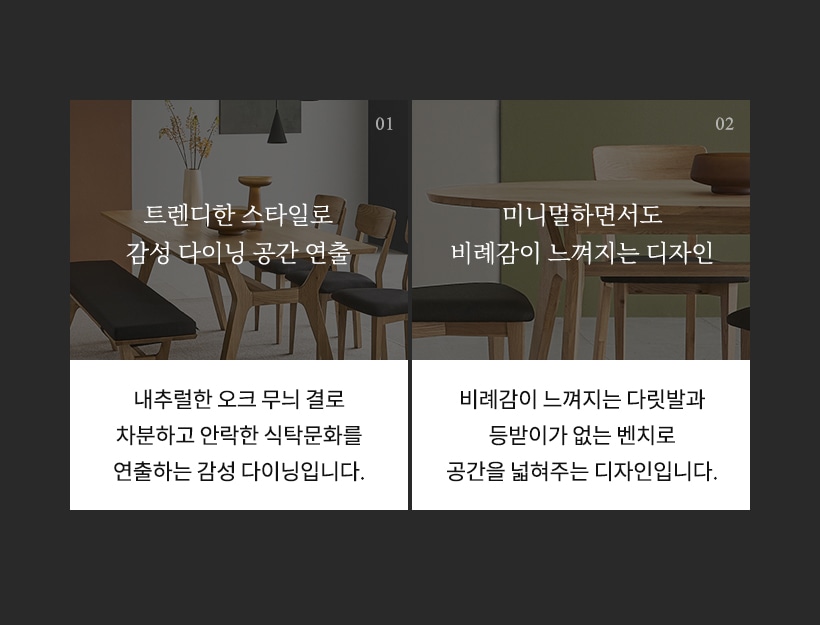 01
트렌디한 스타일로
감성 다이닝 공간 연출
내추럴한 오크 무늬 결로
차분하고 안락한 식탁문화를
연출하는 감성 다이닝입니다.
02
미니멀하면서도
비례감이 느껴지는 디자인
비례감이 느껴지는 다릿발과
등받이가 없는 벤치로
공간을 넓혀주는 디자인입니다.